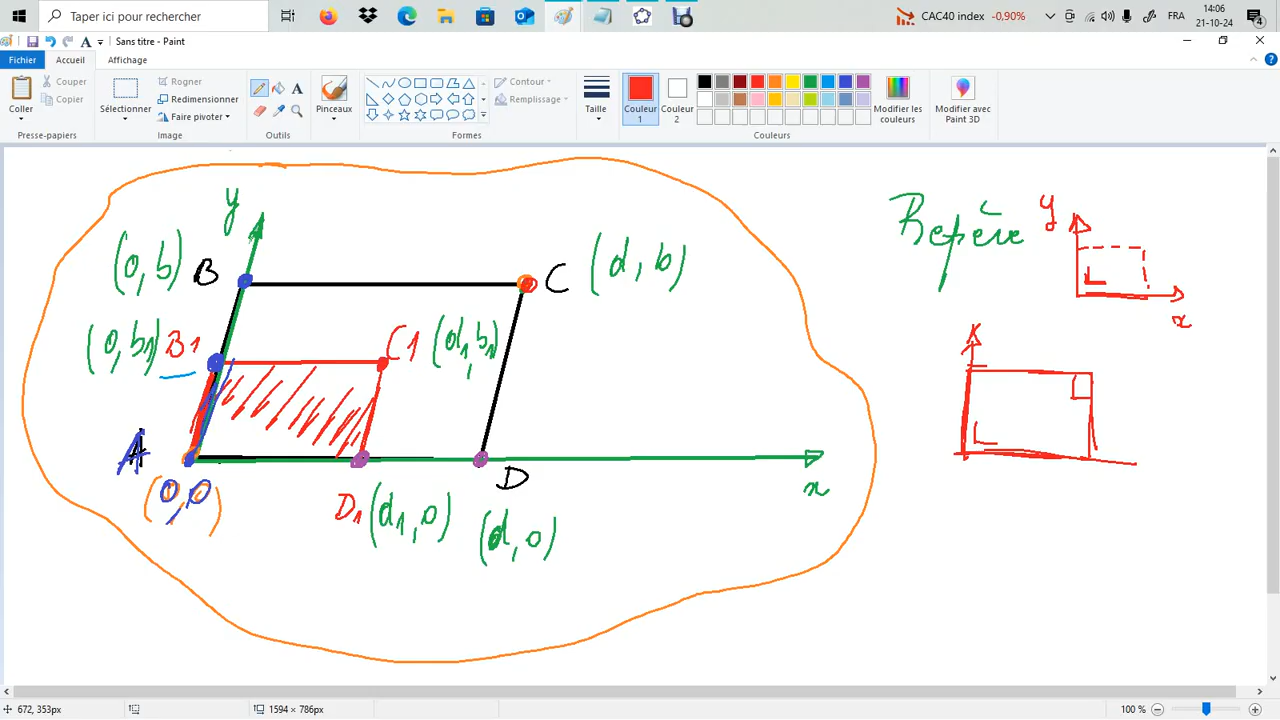 Taper ici pour rechercher
CAC40 index -0,90%
FRA
14:06
21-10-24
4
Sans titre - Paint
Fichier Accueil Affichage
Coller
Couper
Copier
Presse-papiers
Sélectionner
Rogner
Redimensionner
Faire pivoter
Image
A
Outils
Pinceaux
Contour
Remplissage
Formes
Taille
Couleur 1
Couleur 2
Modifier les couleurs
Couleurs
Modifier avec Paint 3D
y
(0, b) B
C (d, b)
(0, b1) B1
C1 (d1, b1)
A
(0,0)
D1 (d1, 0)
D
(d, 0)
x
Repère
y
x
672, 353px
1594 × 786px
100 %